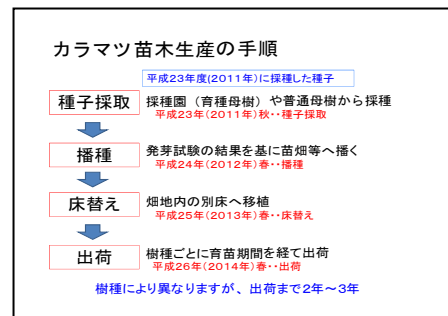 カラマツ苗木生産の手順
平成23年度(2011年)に採種した種子
種子採取
採種園（育種母樹）や普通母樹から採種
平成23年(2011年)秋・・種子採取
播種
発芽試験の結果を基に苗畑等へ播く
平成24年(2012年)春・・播種
床替え
畑地内の別床へ移植
平成25年(2013年)春・・床替え
出荷
樹種ごとに育苗期間を経て出荷
平成26年(2014年)春・・出荷
樹種により異なりますが、出荷まで2年～3年